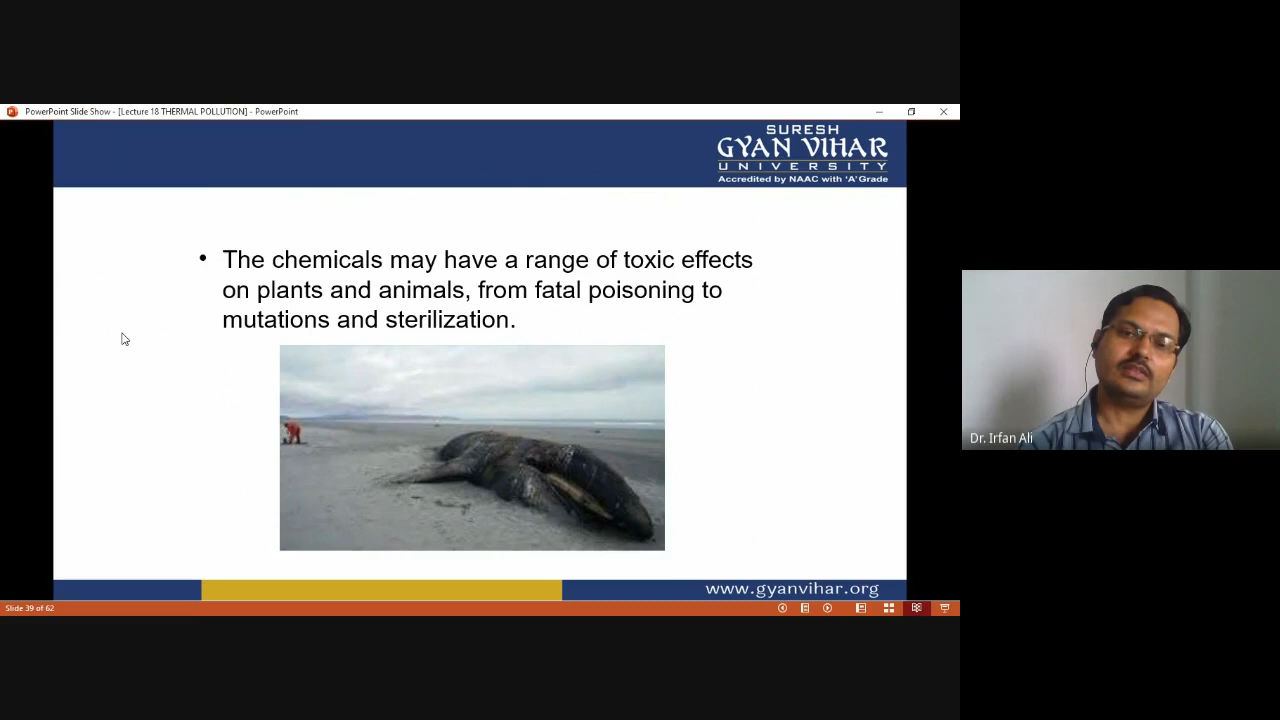 PowerPoint Slide Show - [Lecture 18 THERMAL POLLUTION] - PowerPoint
SURESH
GYAN VIHAR
UNIVERSITY
Accredited by NAAC with 'A' Grade
• The chemicals may have a range of toxic effects
on plants and animals, from fatal poisoning to
mutations and sterilization.
Dr. Irfan Ali
www.gyanvihar.org
Slide 39 of 62